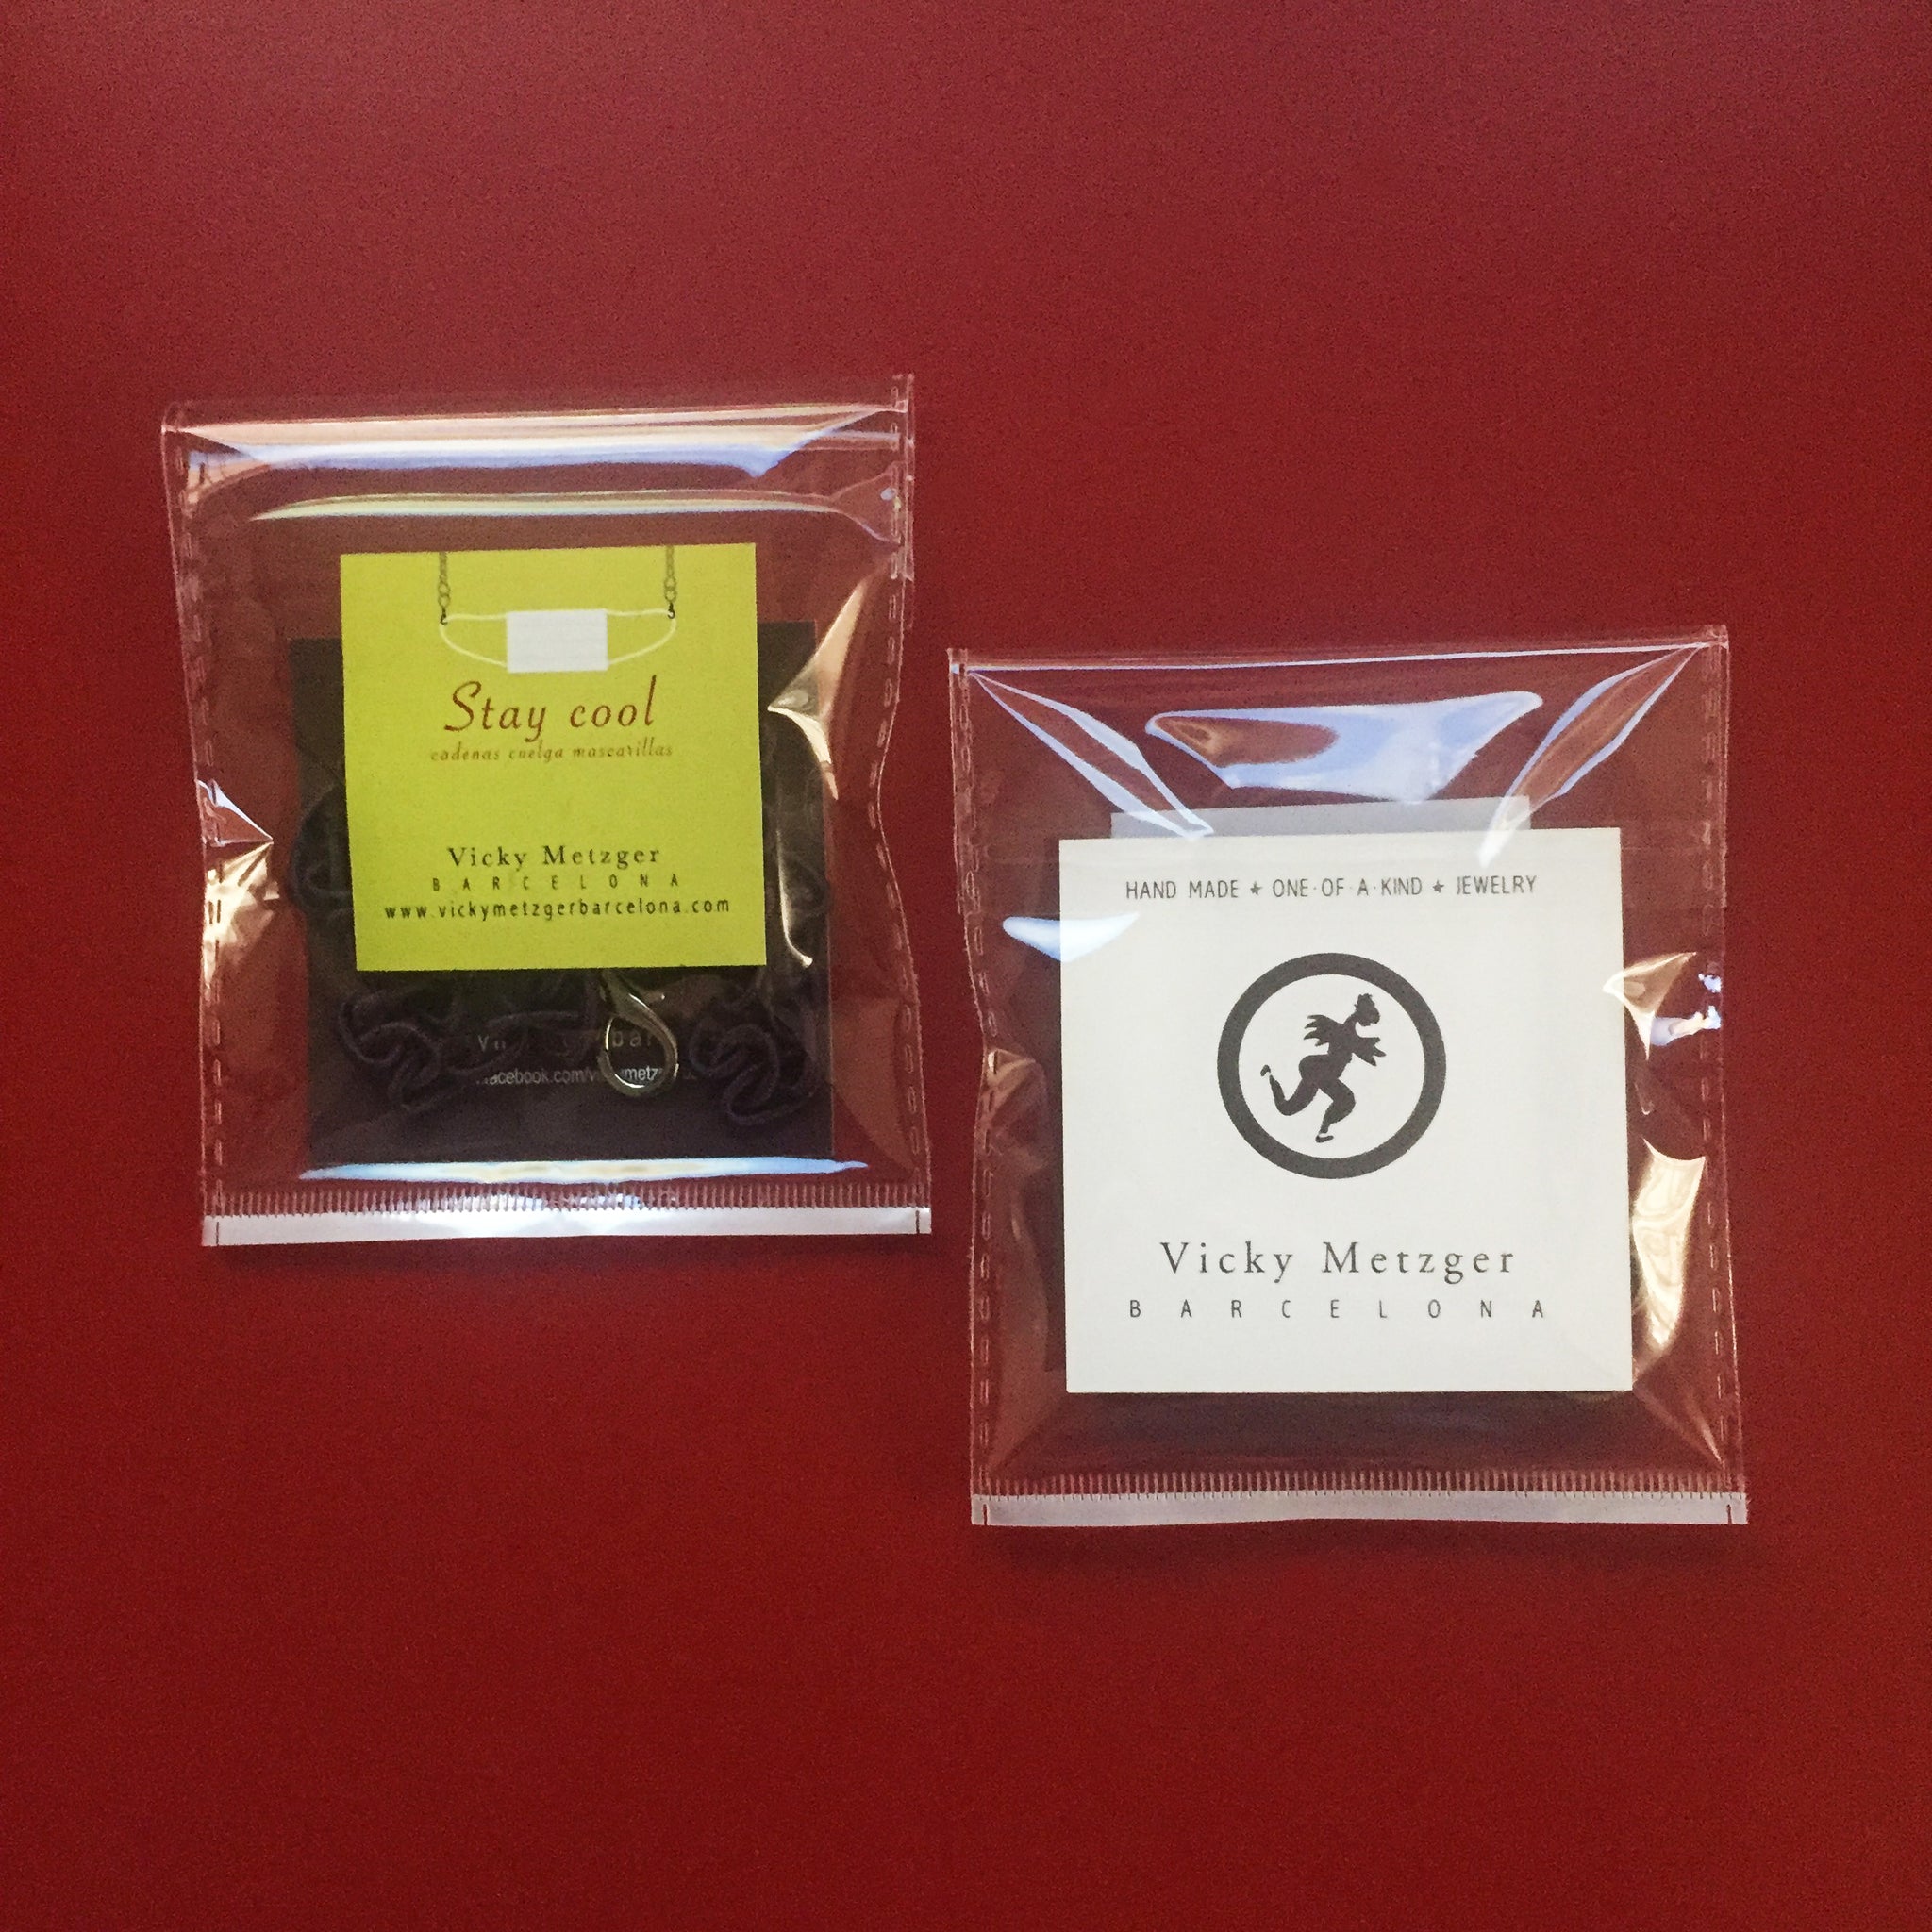 Stay cool
cadenas cuelga mascarillas
Vicky Metzger
BARCELONA
www.vickymetzgerbarcelona.com
HAND MADE ★ ONE·OF·A·KIND ★ JEWELRY
Vicky Metzger
BARCELONA